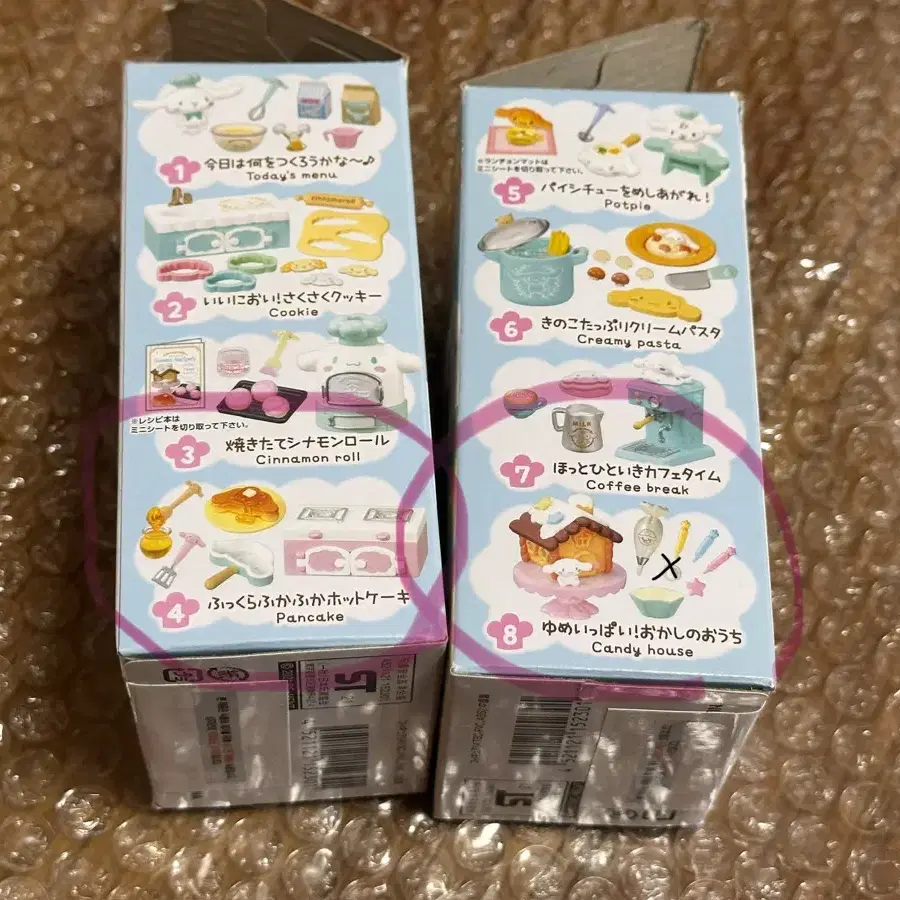 1
今日は何をつくろうかな〜♪
Today's menu
cinnamoroll
2
いいにおい!さくさくクッキー
Cookie
※レシピ本は
ミニシートを切り取って下さい。
3
焼きたてシナモンロール
Cinnamon roll
4
ふっくらふかふかホットケーキ
Pancake
※ランチョンマットは
ミニシートを切り取って下さい。
5
パイシチューをめしあがれ!
Potpie
6
きのこたっぷりクリームパスタ
Creamy pasta
MILK
7
ほっとひといきカフェタイム
Coffee break
8
ゆめいっぱい!おかしのおうち
Candy house
ST
ST